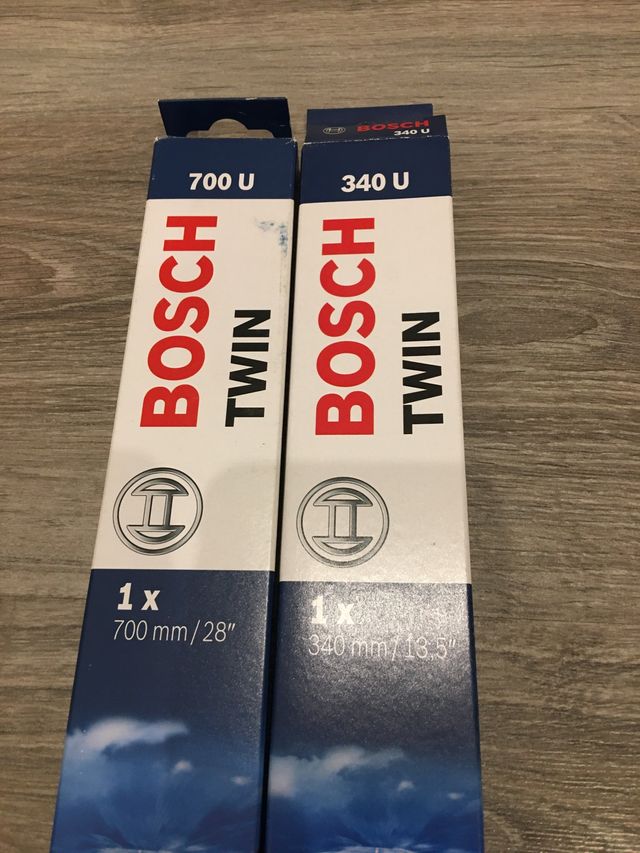 700 U
BOSCH
TWIN
1 x
700 mm / 28"
BOSCH
340 U
340 U
BOSCH
TWIN
1 x
340 mm / 13.5"